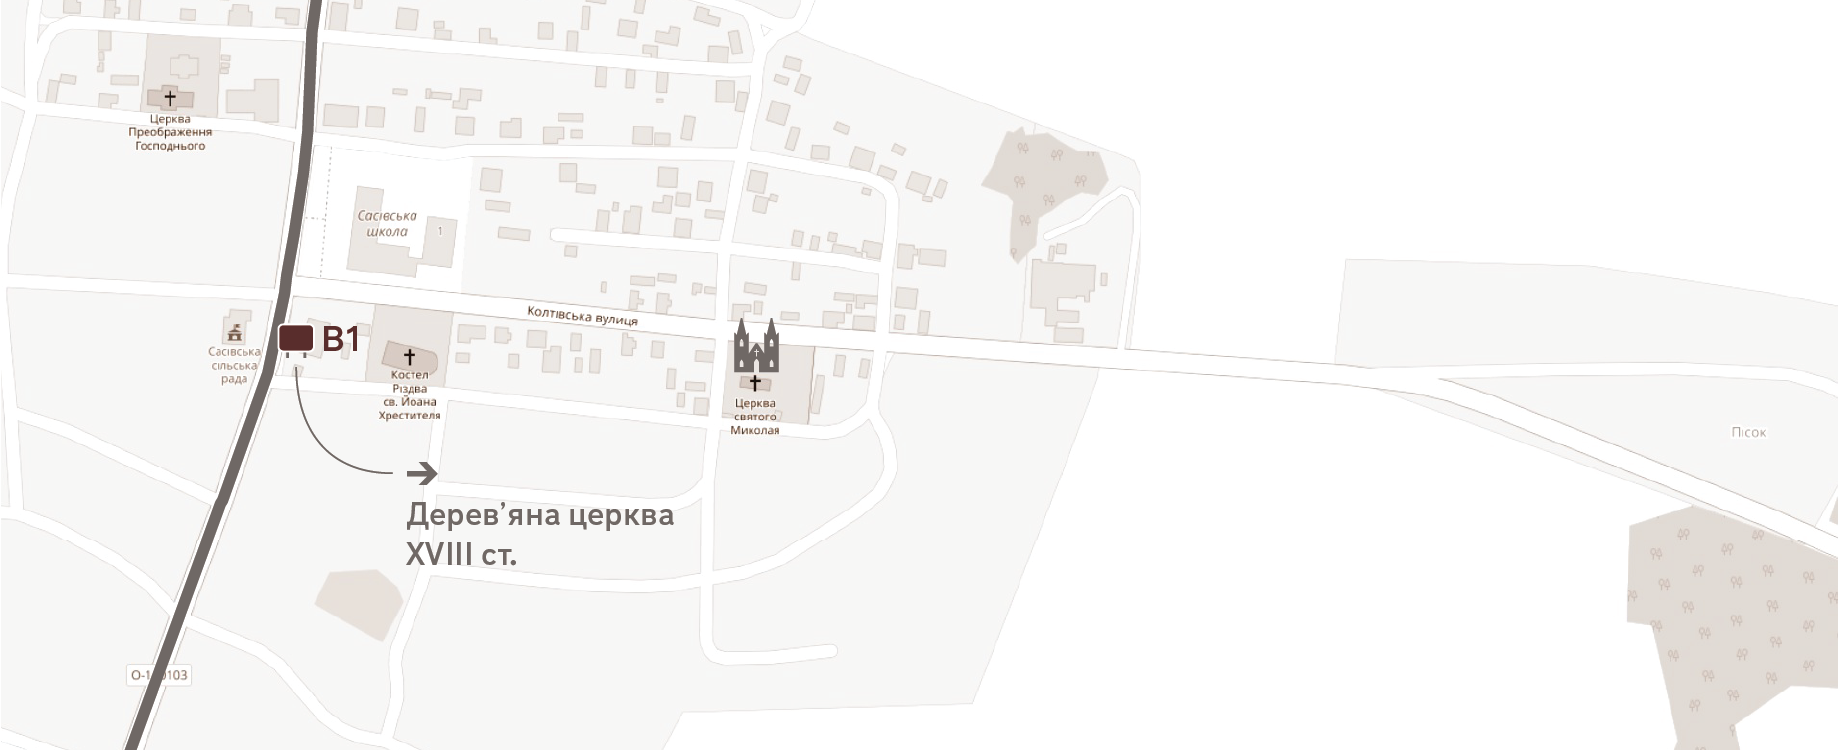 Церква
Преображення
Господнього
Сасівська
школа
1
Колтівська вулиця
B1
Сасівська
сільська
рада
Костел
Різдва
св. Йоана
Хрестителя
Церква
святого
Миколая
Пісок
Дерев’яна церква
XVIII ст.